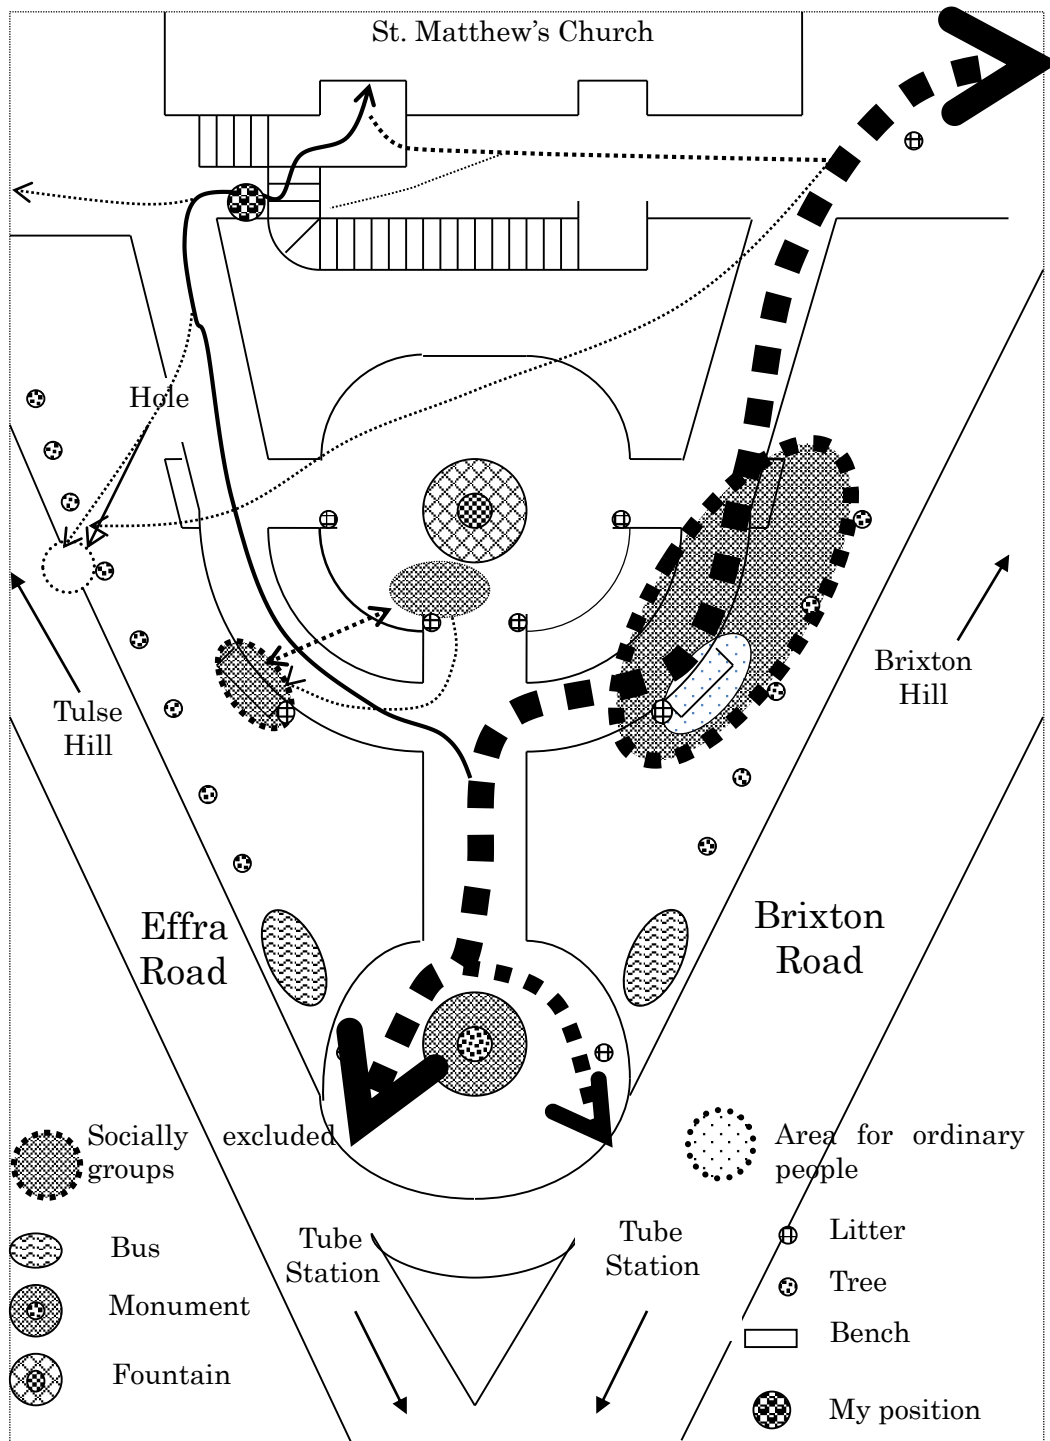 St. Matthew's Church
Hole
Brixton
Hill
Tulse
Hill
Effra
Road
Brixton
Road
Socially excluded
groups
Area for ordinary
people
Bus
Monument
Fountain
Tube
Station
Tube
Station
Litter
Tree
Bench
My position